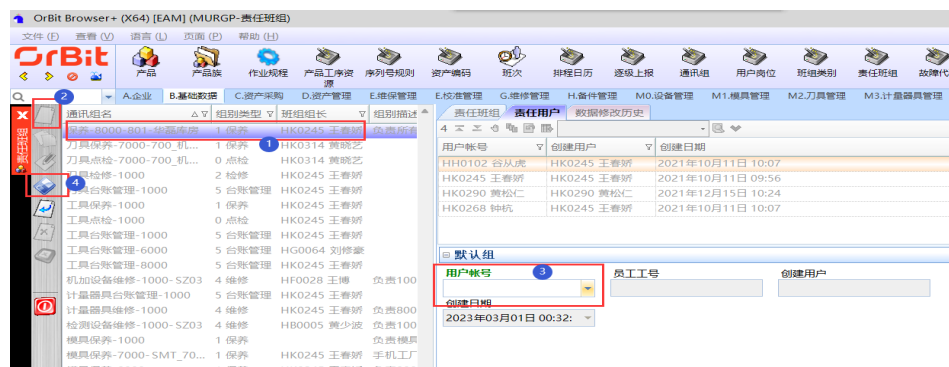 OrBit Browser+ (X64) [EAM] (MURGP-责任班组)
文件 (F) 查看 (V) 语言 (L) 页面 (P) 帮助 (H)
OrBit
产品 产品族 作业规程 产品工序资源 序列号规则 资产编码 班次 排程日历 逐级上报 通讯组 用户岗位 班组类别 责任班组 故障代
A.企业 B.基础数据 C.资产采购 D.资产管理 E.维保管理 F.校准管理 G.维修管理 H.备件管理 M0.设备管理 M1.模具管理 M2.刀具管理 M3.计量器具管理
责任班组
通讯组名 组别类型 班组组长 组别描述
保养-8000-801-华磊库房 1 保养 HK0245 王春娇 负责所有
刀具保养-7000-700_机... 1 保养 HK0314 黄晓艺
刀具点检-7000-700_机... 0 点检 HK0314 黄晓艺
刀具检修-1000 2 检修 HK0245 王春娇
刀具台账管理-1000 5 台账管理 HK0245 王春娇
工具保养-1000 1 保养 HK0245 王春娇
工具点检-1000 0 点检 HK0245 王春娇
工具台账管理-1000 5 台账管理 HK0245 王春娇
工具台账管理-6000 5 台账管理 HG0064 刘修豪
工具台账管理-8000 5 台账管理 HK0245 王春娇
机加设备维修-1000-SZ03 4 维修 HF0028 王博 负责100
计量器具台账管理-1000 5 台账管理 HK0245 王春娇
计量器具维修-1000 4 维修 HK0245 王春娇 负责800
检测设备维修-1000-SZ03 4 维修 HB0005 黄少波 负责100
模具保养-1000 1 保养 负责模具
模具保养-7000-SMT_70... 1 保养 HK0245 王春娇 手机工厂
1
2
3
4
责任班组 责任用户 数据修改历史
4
用户帐号 创建用户 创建日期
HH0102 谷从虎 HK0245 王春娇 2021年10月11日 10:07
HK0245 王春娇 HK0245 王春娇 2021年10月11日 09:56
HK0290 黄松仁 HK0290 黄松仁 2021年12月15日 10:24
HK0268 钟杭 HK0245 王春娇 2021年10月11日 10:07
默认组
用户帐号 员工工号 创建用户
创建日期
2023年03月01日 00:32: